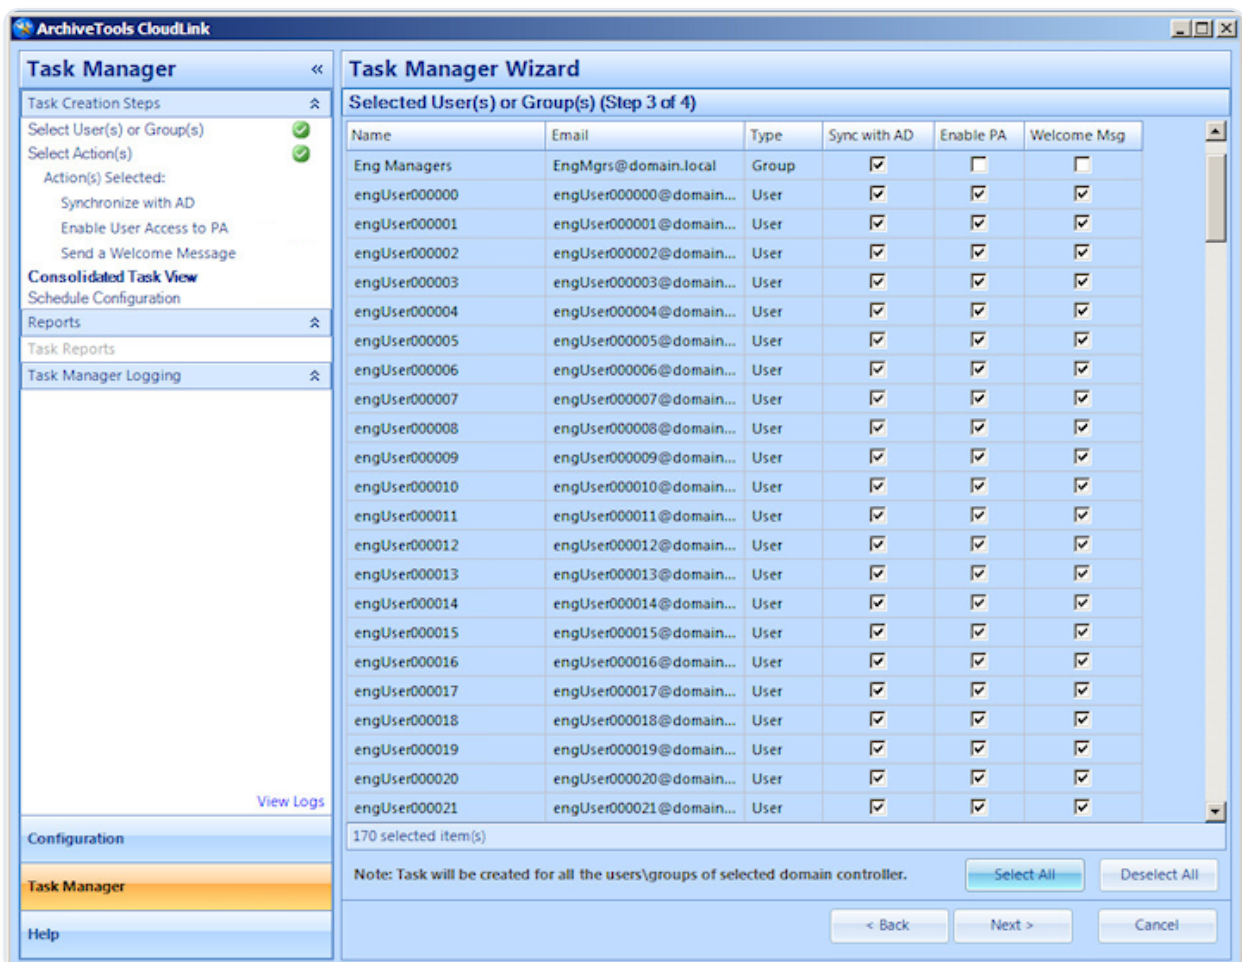 ArchiveTools CloudLink
Task Manager «
Task Creation Steps
Select User(s) or Group(s)
Select Action(s)
Action(s) Selected:
Synchronize with AD
Enable User Access to PA
Send a Welcome Message
Consolidated Task View
Schedule Configuration
Reports
Task Reports
Task Manager Logging
View Logs
Configuration
Task Manager
Help
Task Manager Wizard
Selected User(s) or Group(s) (Step 3 of 4)
Name Email Type Sync with AD Enable PA Welcome Msg
Eng Managers EngMgrs@domain.local Group
engUser000000 engUser000000@domain... User
engUser000001 engUser000001@domain... User
engUser000002 engUser000002@domain... User
engUser000003 engUser000003@domain... User
engUser000004 engUser000004@domain... User
engUser000005 engUser000005@domain... User
engUser000006 engUser000006@domain... User
engUser000007 engUser000007@domain... User
engUser000008 engUser000008@domain... User
engUser000009 engUser000009@domain... User
engUser000010 engUser000010@domain... User
engUser000011 engUser000011@domain... User
engUser000012 engUser000012@domain... User
engUser000013 engUser000013@domain... User
engUser000014 engUser000014@domain... User
engUser000015 engUser000015@domain... User
engUser000016 engUser000016@domain... User
engUser000017 engUser000017@domain... User
engUser000018 engUser000018@domain... User
engUser000019 engUser000019@domain... User
engUser000020 engUser000020@domain... User
engUser000021 engUser000021@domain... User
170 selected item(s)
Note: Task will be created for all the users\groups of selected domain controller. Select All Deselect All
< Back Next > Cancel